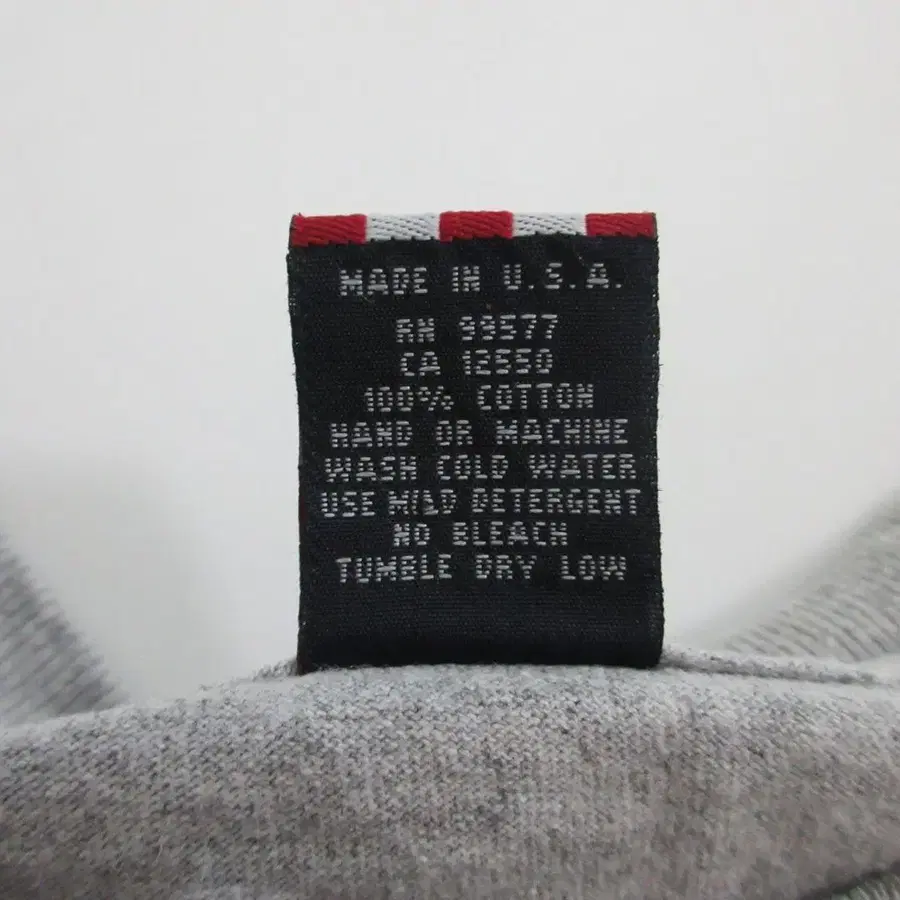 MADE IN U.S.A.
RN 99577
CA 12550
100% COTTON
HAND OR MACHINE
WASH COLD WATER
USE MILD DETERGENT
NO BLEACH
TUMBLE DRY LOW